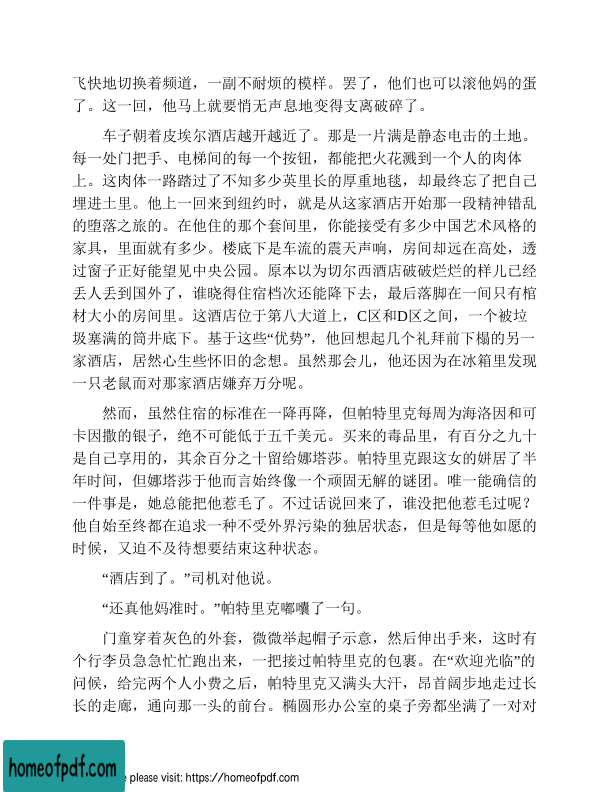 飞快地切换着频道，一副不耐烦的模样。罢了，他们也可以滚他妈的蛋
了。这一回，他马上就要悄无声息地变得支离破碎了。
车子朝着皮埃尔酒店越开越近了。那是一片满是静态电击的土地。
每一处门把手、电梯间的每一个按钮，都能把火花溅到一个人的肉体
上。这肉体一路踏过了不知多少英里长的厚重地毯，却最终忘了把自己
埋进土里。他上一回来到纽约时，就是从这家酒店开始那一段精神错乱
的堕落之旅的。在他住的那个套间里，你能接受有多少中国艺术风格的
家具，里面就有多少。楼底下是车流的震天声响，房间却远在高处，透
过窗子正好能望见中央公园。原本以为切尔西酒店破破烂烂的样儿已经
丢人丢到国外了，谁晓得住宿档次还能降下去，最后落脚在一间只有棺
材大小的房间里。这酒店位于第八大道上，C区和D区之间，一个被垃
圾塞满的筒井底下。基于这些“优势”，他回想起几个礼拜前下榻的另一
家酒店，居然心生些怀旧的念想。虽然那会儿，他还因为在冰箱里发现
一只老鼠而对那家酒店嫌弃万分呢。
然而，虽然住宿的标准在一降再降，但帕特里克每周为海洛因和可
卡因撒的银子，绝不可能低于五千美元。买来的毒品里，有百分之九十
是自己享用的，其余百分之十留给娜塔莎。帕特里克跟这女的姘居了半
年时间，但娜塔莎于他而言始终像一个顽固无解的谜团。唯一能确信的
一件事是，她总能把他惹毛了。不过话说回来了，谁没把他惹毛过呢？
他自始至终都在追求一种不受外界污染的独居状态，但是每等他如愿的
时候，又迫不及待想要结束这种状态。
“酒店到了。”司机对他说。
“还真他妈准时。”帕特里克嘟囔了一句。
门童穿着灰色的外套，微微举起帽子示意，然后伸出手来，这时有
个行李员急急忙忙跑出来，一把接过帕特里克的包裹。在“欢迎光临”的
问候，给完两个人小费之后，帕特里克又满头大汗，昂首阔步地走过长
长的走廊，通向那一头的前台。椭圆形办公室的桌子旁都坐满了一对对
homeofpdf.com
e please visit: https://homeofpdf.com